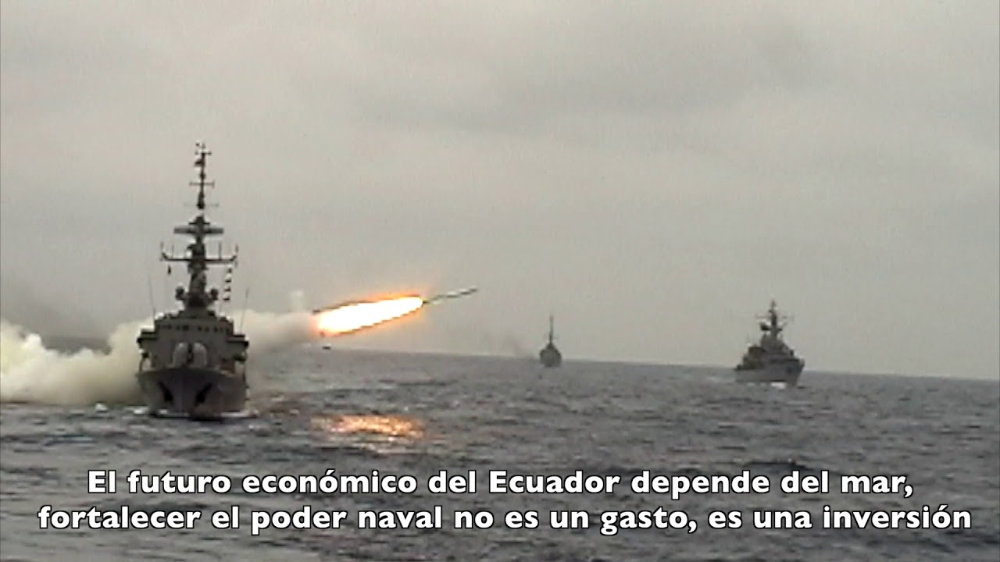 El futuro económico del Ecuador depende del mar,
fortalecer el poder naval no es un gasto, es una inversión